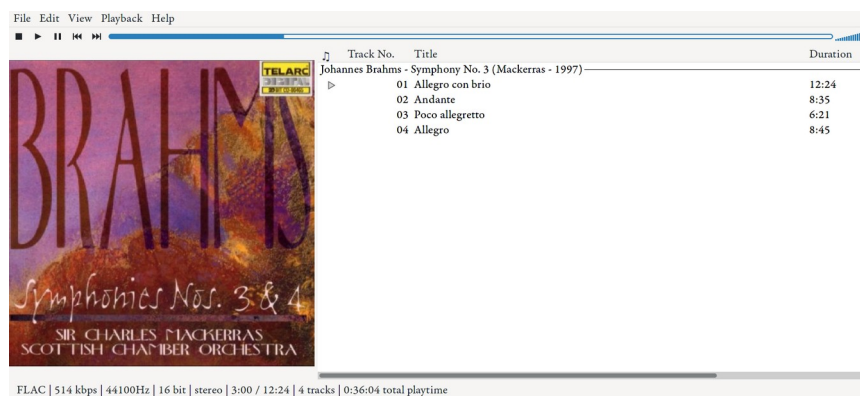 File Edit View Playback Help
♫ Track No. Title Duration
Johannes Brahms - Symphony No. 3 (Mackerras - 1997)
01 Allegro con brio 12:24
02 Andante 8:35
03 Poco allegretto 6:21
04 Allegro 8:45
TELARC
DIGITAL
BRAHMS
Symphonies Nos. 3 & 4
SIR CHARLES MACKERRAS
SCOTTISH CHAMBER ORCHESTRA
FLAC | 514 kbps | 44100Hz | 16 bit | stereo | 3:00 / 12:24 | 4 tracks | 0:36:04 total playtime